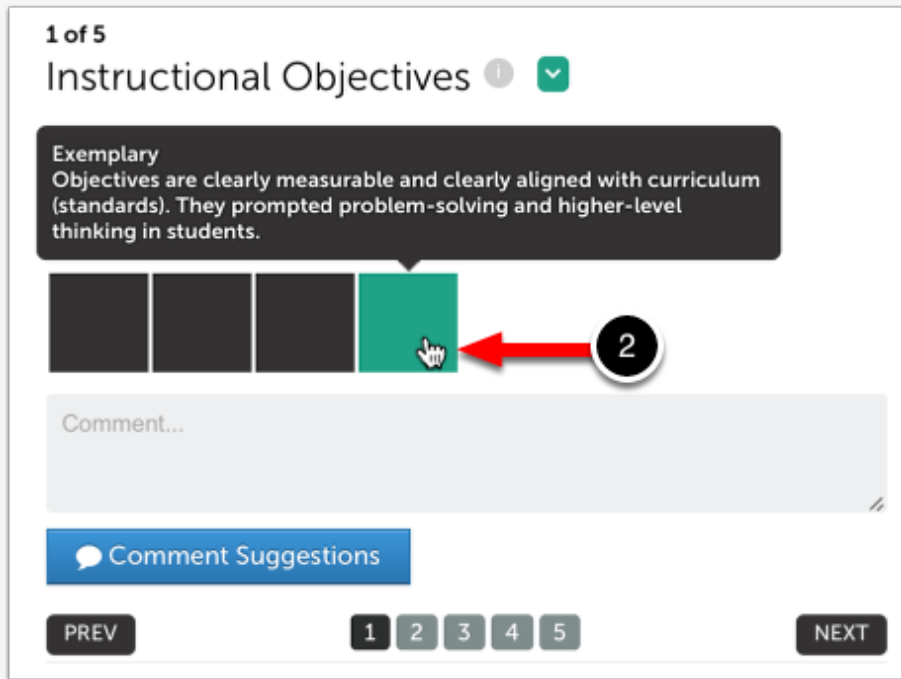 1 of 5
Instructional Objectives i
Exemplary
Objectives are clearly measurable and clearly aligned with curriculum
(standards). They prompted problem-solving and higher-level
thinking in students.
2
Comment...
Comment Suggestions
PREV 1 2 3 4 5 NEXT